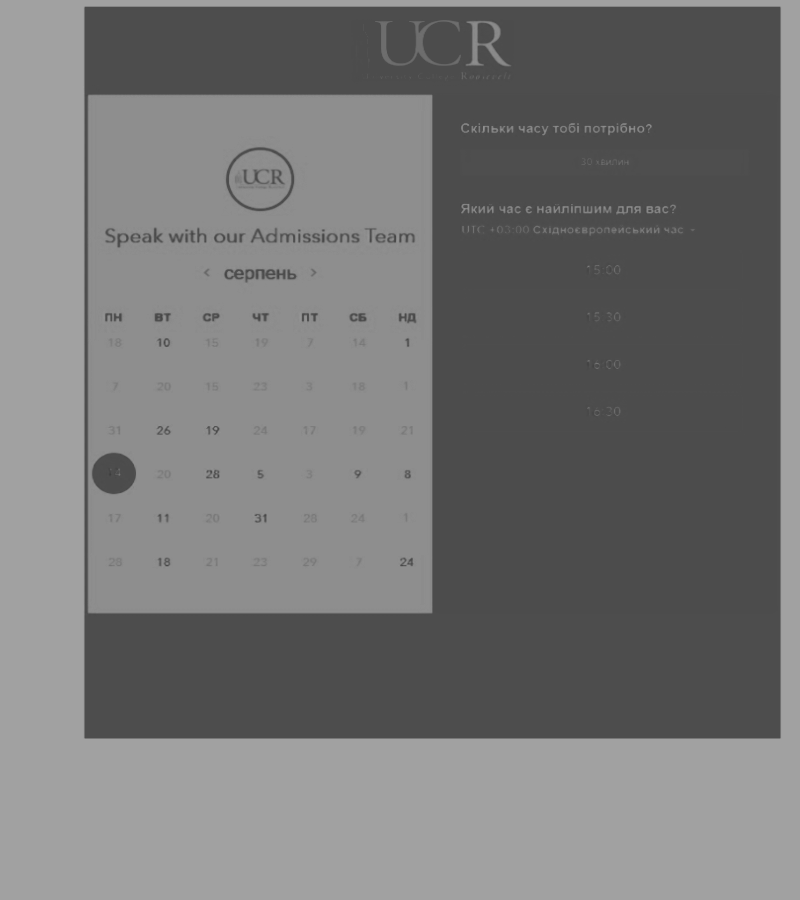 UCR
Roosevelt
UCR
Speak with our Admissions Team
< серпень >
ПН ВТ СР ЧТ ПТ СБ НД
18 10 15 19 7 14 1
7 20 15 23 3 18 1
31 26 19 24 17 19 21
14 20 28 5 3 9 8
17 11 20 31 28 24 1
28 18 21 23 29 7 24
Скільки часу тобі потрібно?
30 хвилин
Який час є найліпшим для вас?
UTC +03:00 Східноєвропейський час
15:00
15:30
16:00
16:30